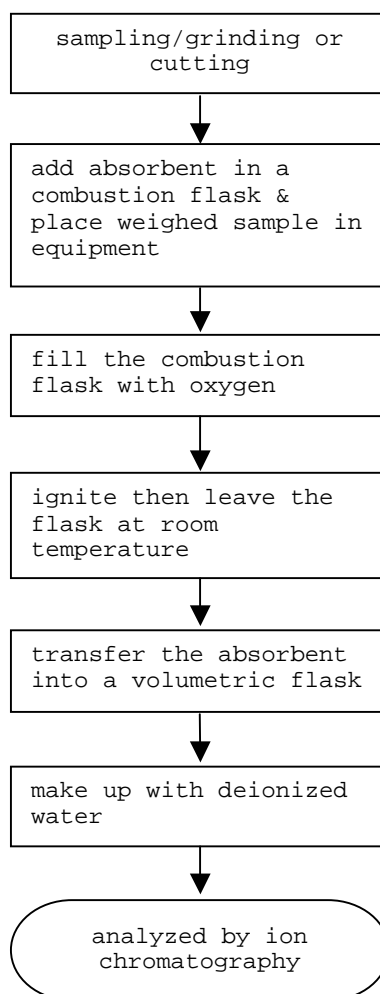 sampling/grinding or
cutting
add absorbent in a
combustion flask &
place weighed sample in
equipment
fill the combustion
flask with oxygen
ignite then leave the
flask at room
temperature
transfer the absorbent
into a volumetric flask
make up with deionized
water
analyzed by ion
chromatography